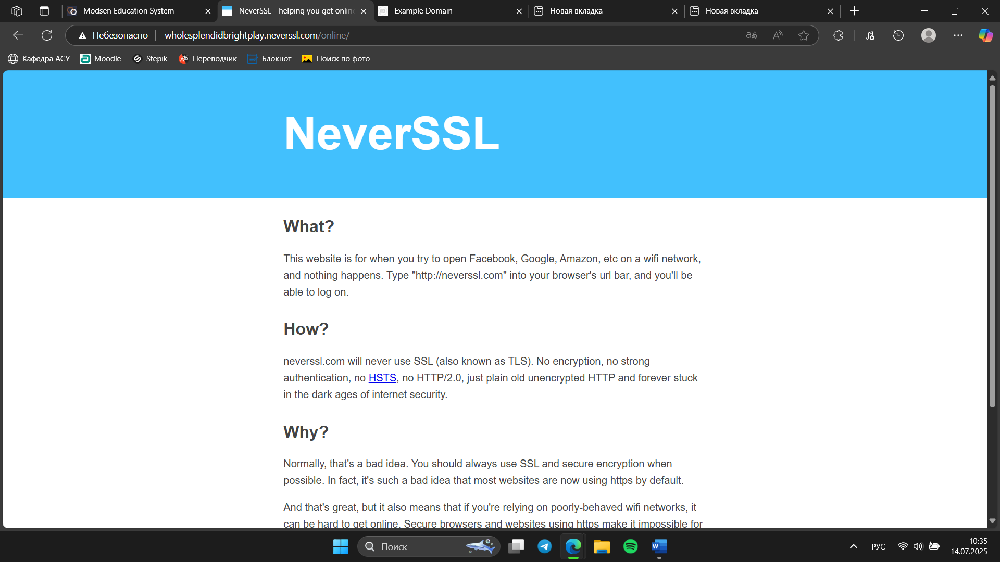 Modsen Education System
NeverSSL - helping you get onlin
Example Domain
Новая вкладка
Новая вкладка
Небезопасно
wholesplendidbrightplay.neverssl.com/online/
Кафедра АСУ
Moodle
Stepik
Переводчик
Блокнот
Поиск по фото
NeverSSL
What?
This website is for when you try to open Facebook, Google, Amazon, etc on a wifi network,
and nothing happens. Type "http://neverssl.com" into your browser's url bar, and you'll be
able to log on.
How?
neverssl.com will never use SSL (also known as TLS). No encryption, no strong
authentication, no HSTS, no HTTP/2.0, just plain old unencrypted HTTP and forever stuck
in the dark ages of internet security.
Why?
Normally, that's a bad idea. You should always use SSL and secure encryption when
possible. In fact, it's such a bad idea that most websites are now using https by default.
And that's great, but it also means that if you're relying on poorly-behaved wifi networks, it
can be hard to get online. Secure browsers and websites using https make it impossible for
Поиск
РУС
10:35
14.07.2025